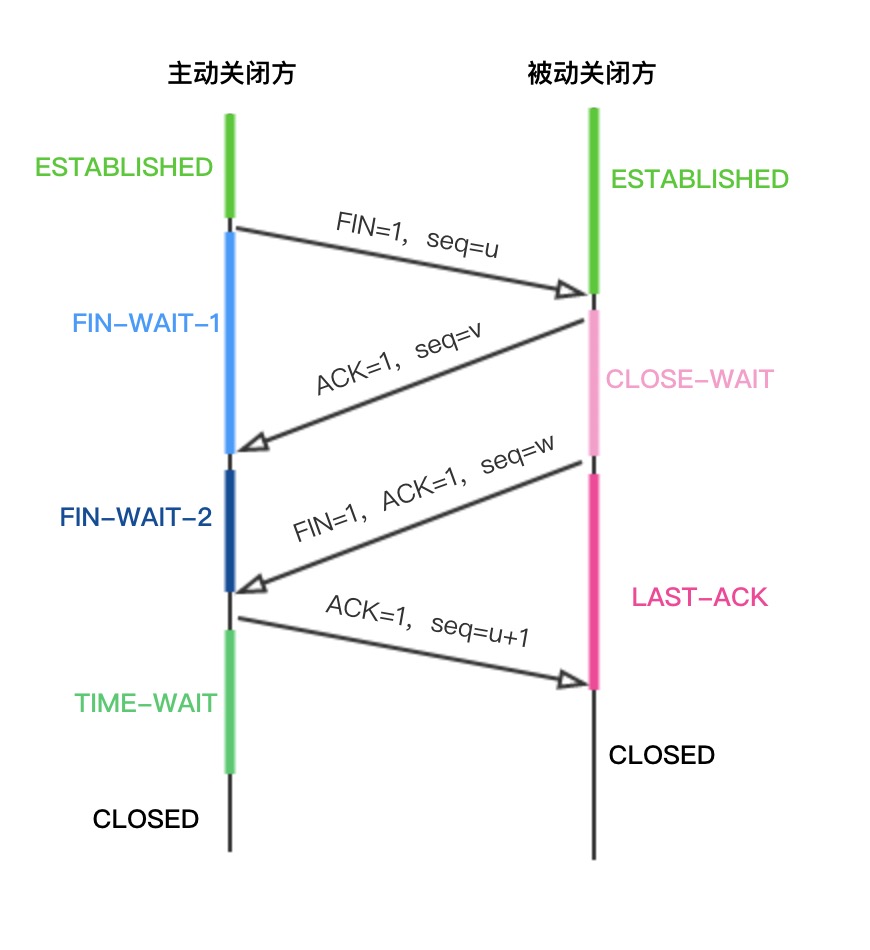 主动关闭方
被动关闭方
ESTABLISHED
ESTABLISHED
FIN=1, seq=u
FIN-WAIT-1
ACK=1, seq=v
CLOSE-WAIT
FIN=1, ACK=1, seq=w
FIN-WAIT-2
LAST-ACK
ACK=1, seq=u+1
TIME-WAIT
CLOSED
CLOSED